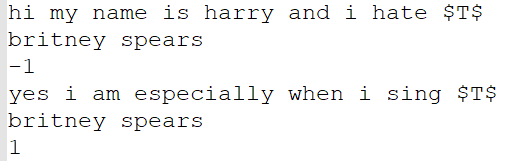 hi my name is harry and i hate $T$
britney spears
-1
yes i am especially when i sing $T$
britney spears
1